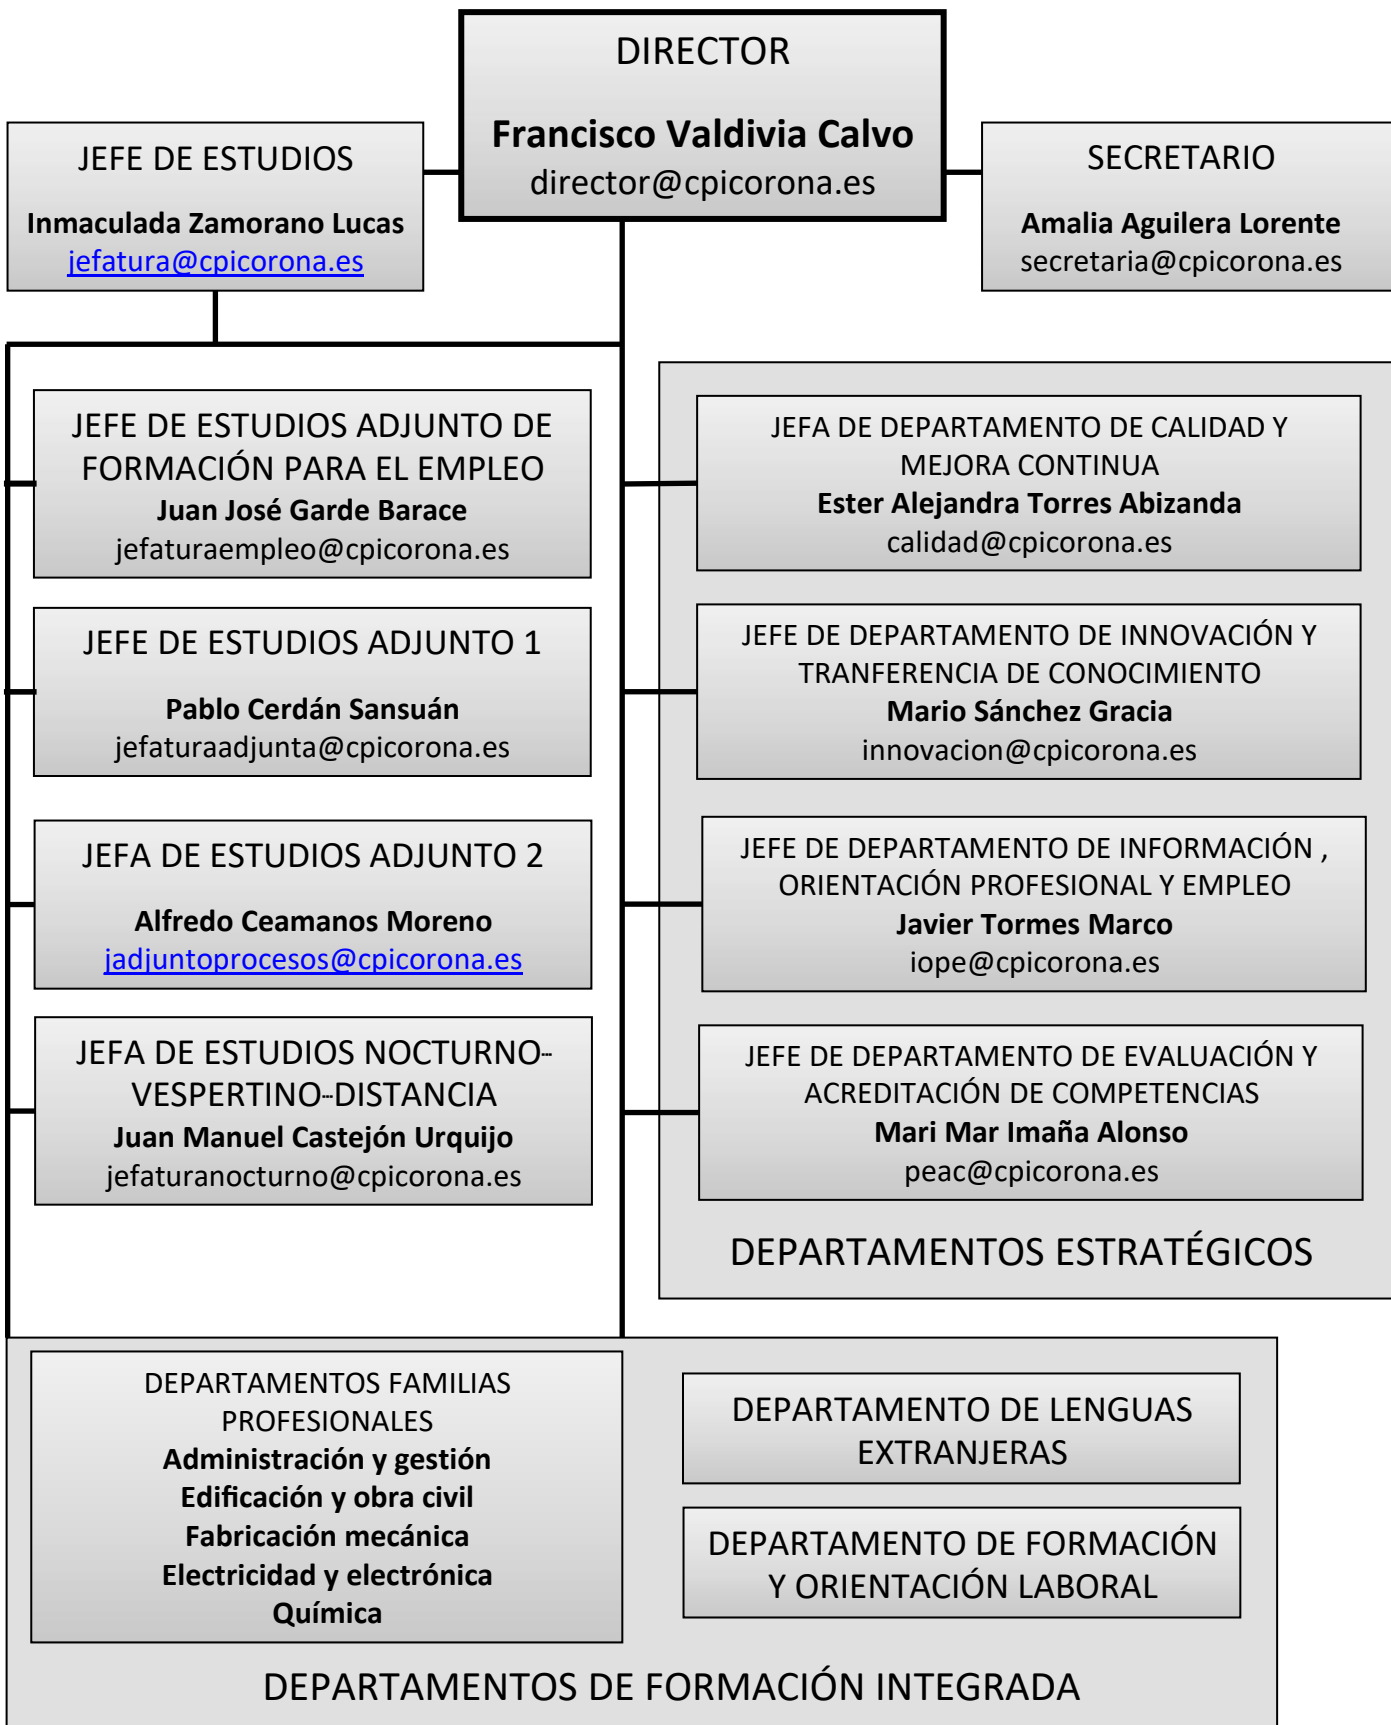 DIRECTOR
Francisco Valdivia Calvo
director@cpicorona.es
JEFE DE ESTUDIOS
Inmaculada Zamorano Lucas
jefatura@cpicorona.es
SECRETARIO
Amalia Aguilera Lorente
secretaria@cpicorona.es
JEFE DE ESTUDIOS ADJUNTO DE
FORMACIÓN PARA EL EMPLEO
Juan José Garde Barace
jefaturaempleo@cpicorona.es
JEFE DE ESTUDIOS ADJUNTO 1
Pablo Cerdán Sansuán
jefaturaadjunta@cpicorona.es
JEFA DE ESTUDIOS ADJUNTO 2
Alfredo Ceamanos Moreno
jadjuntoprocesos@cpicorona.es
JEFA DE ESTUDIOS NOCTURNO-
VESPERTINO-DISTANCIA
Juan Manuel Castejón Urquijo
jefaturanocturno@cpicorona.es
JEFA DE DEPARTAMENTO DE CALIDAD Y
MEJORA CONTINUA
Ester Alejandra Torres Abizanda
calidad@cpicorona.es
JEFE DE DEPARTAMENTO DE INNOVACIÓN Y
TRANFERENCIA DE CONOCIMIENTO
Mario Sánchez Gracia
innovacion@cpicorona.es
JEFE DE DEPARTAMENTO DE INFORMACIÓN ,
ORIENTACIÓN PROFESIONAL Y EMPLEO
Javier Tormes Marco
iope@cpicorona.es
JEFE DE DEPARTAMENTO DE EVALUACIÓN Y
ACREDITACIÓN DE COMPETENCIAS
Mari Mar Imaña Alonso
peac@cpicorona.es
DEPARTAMENTOS ESTRATÉGICOS
DEPARTAMENTOS FAMILIAS
PROFESIONALES
Administración y gestión
Edificación y obra civil
Fabricación mecánica
Electricidad y electrónica
Química
DEPARTAMENTO DE LENGUAS
EXTRANJERAS
DEPARTAMENTO DE FORMACIÓN
Y ORIENTACIÓN LABORAL
DEPARTAMENTOS DE FORMACIÓN INTEGRADA